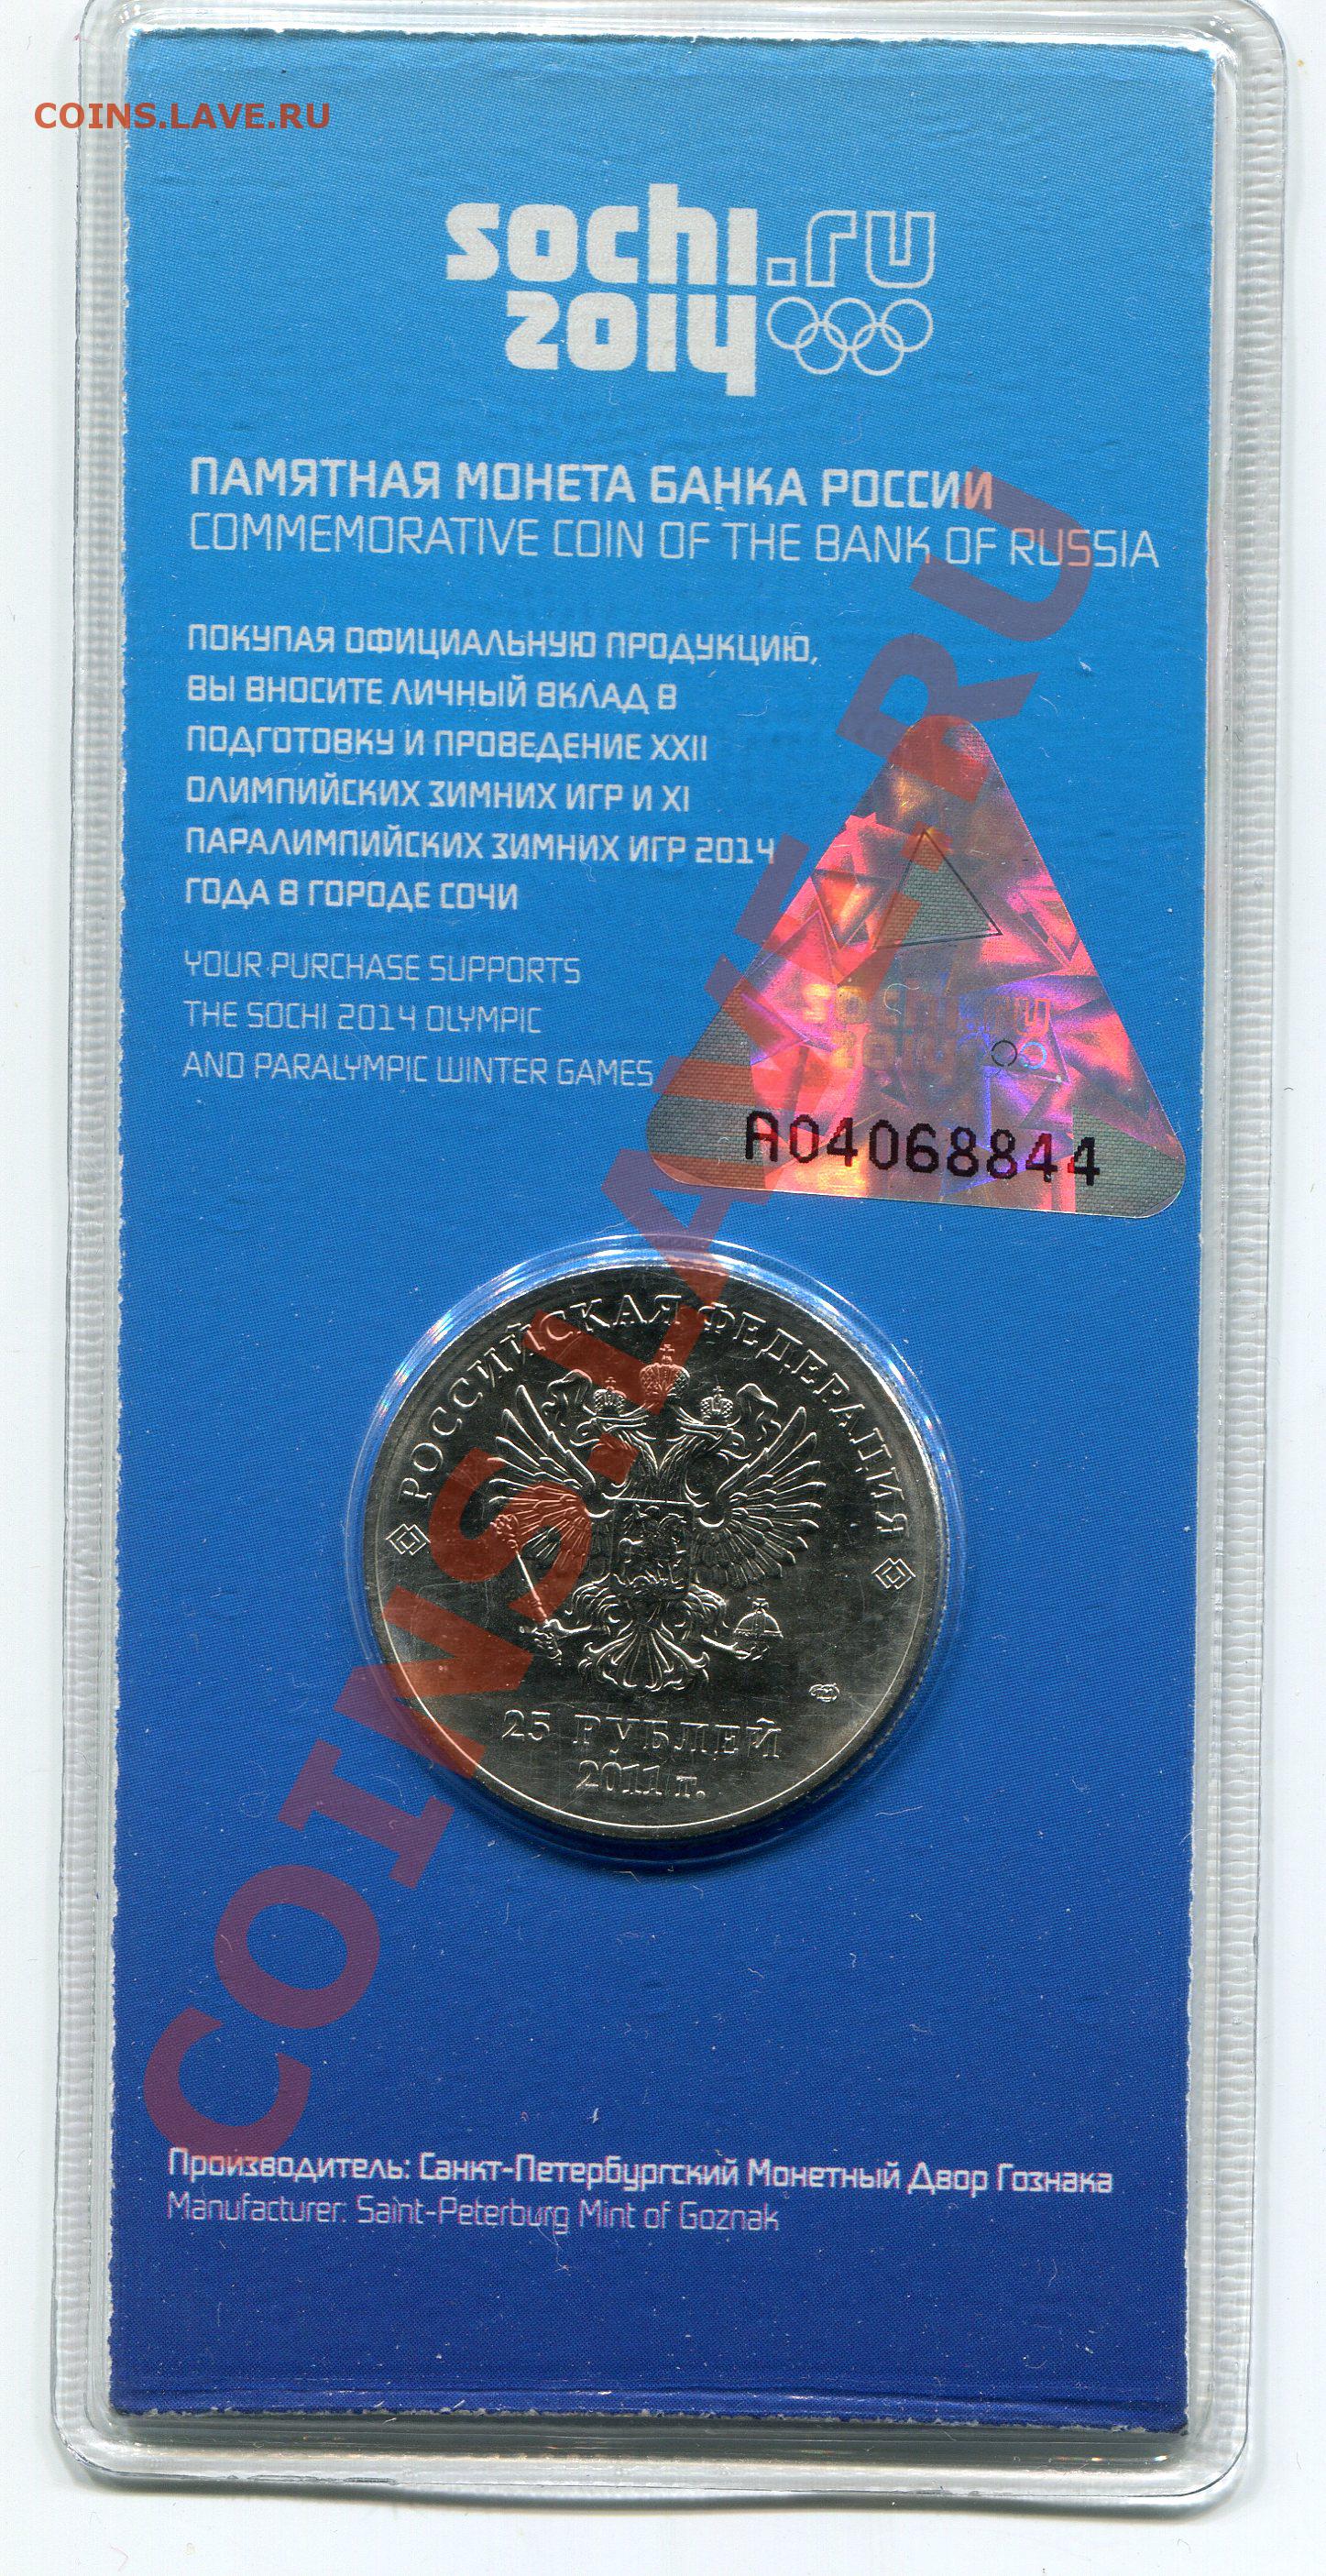 COINS.LAVE.RU
sochi.ru
2014
ПАМЯТНАЯ МОНЕТА БАНКА РОССИИ
COMMEMORATIVE COIN OF THE BANK OF RUSSIA
ПОКУПАЯ ОФИЦИАЛЬНУЮ ПРОДУКЦИЮ,
ВЫ ВНОСИТЕ ЛИЧНЫЙ ВКЛАД В
ПОДГОТОВКУ И ПРОВЕДЕНИЕ XXII
ОЛИМПИЙСКИХ ЗИМНИХ ИГР И XI
ПАРАЛИМПИЙСКИХ ЗИМНИХ ИГР 2014
ГОДА В ГОРОДЕ СОЧИ
YOUR PURCHASE SUPPORTS
THE SOCHI 2014 OLYMPIC
AND PARALYMPIC WINTER GAMES
sochi.ru
2014
A04068844
РОССИЙСКАЯ ФЕДЕРАЦИЯ
25 РУБЛЕЙ
2011 г.
COINS.LAVE.RU
Производитель: Санкт-Петербургский Монетный Двор Гознака
Manufacturer: Saint-Peterburg Mint of Goznak